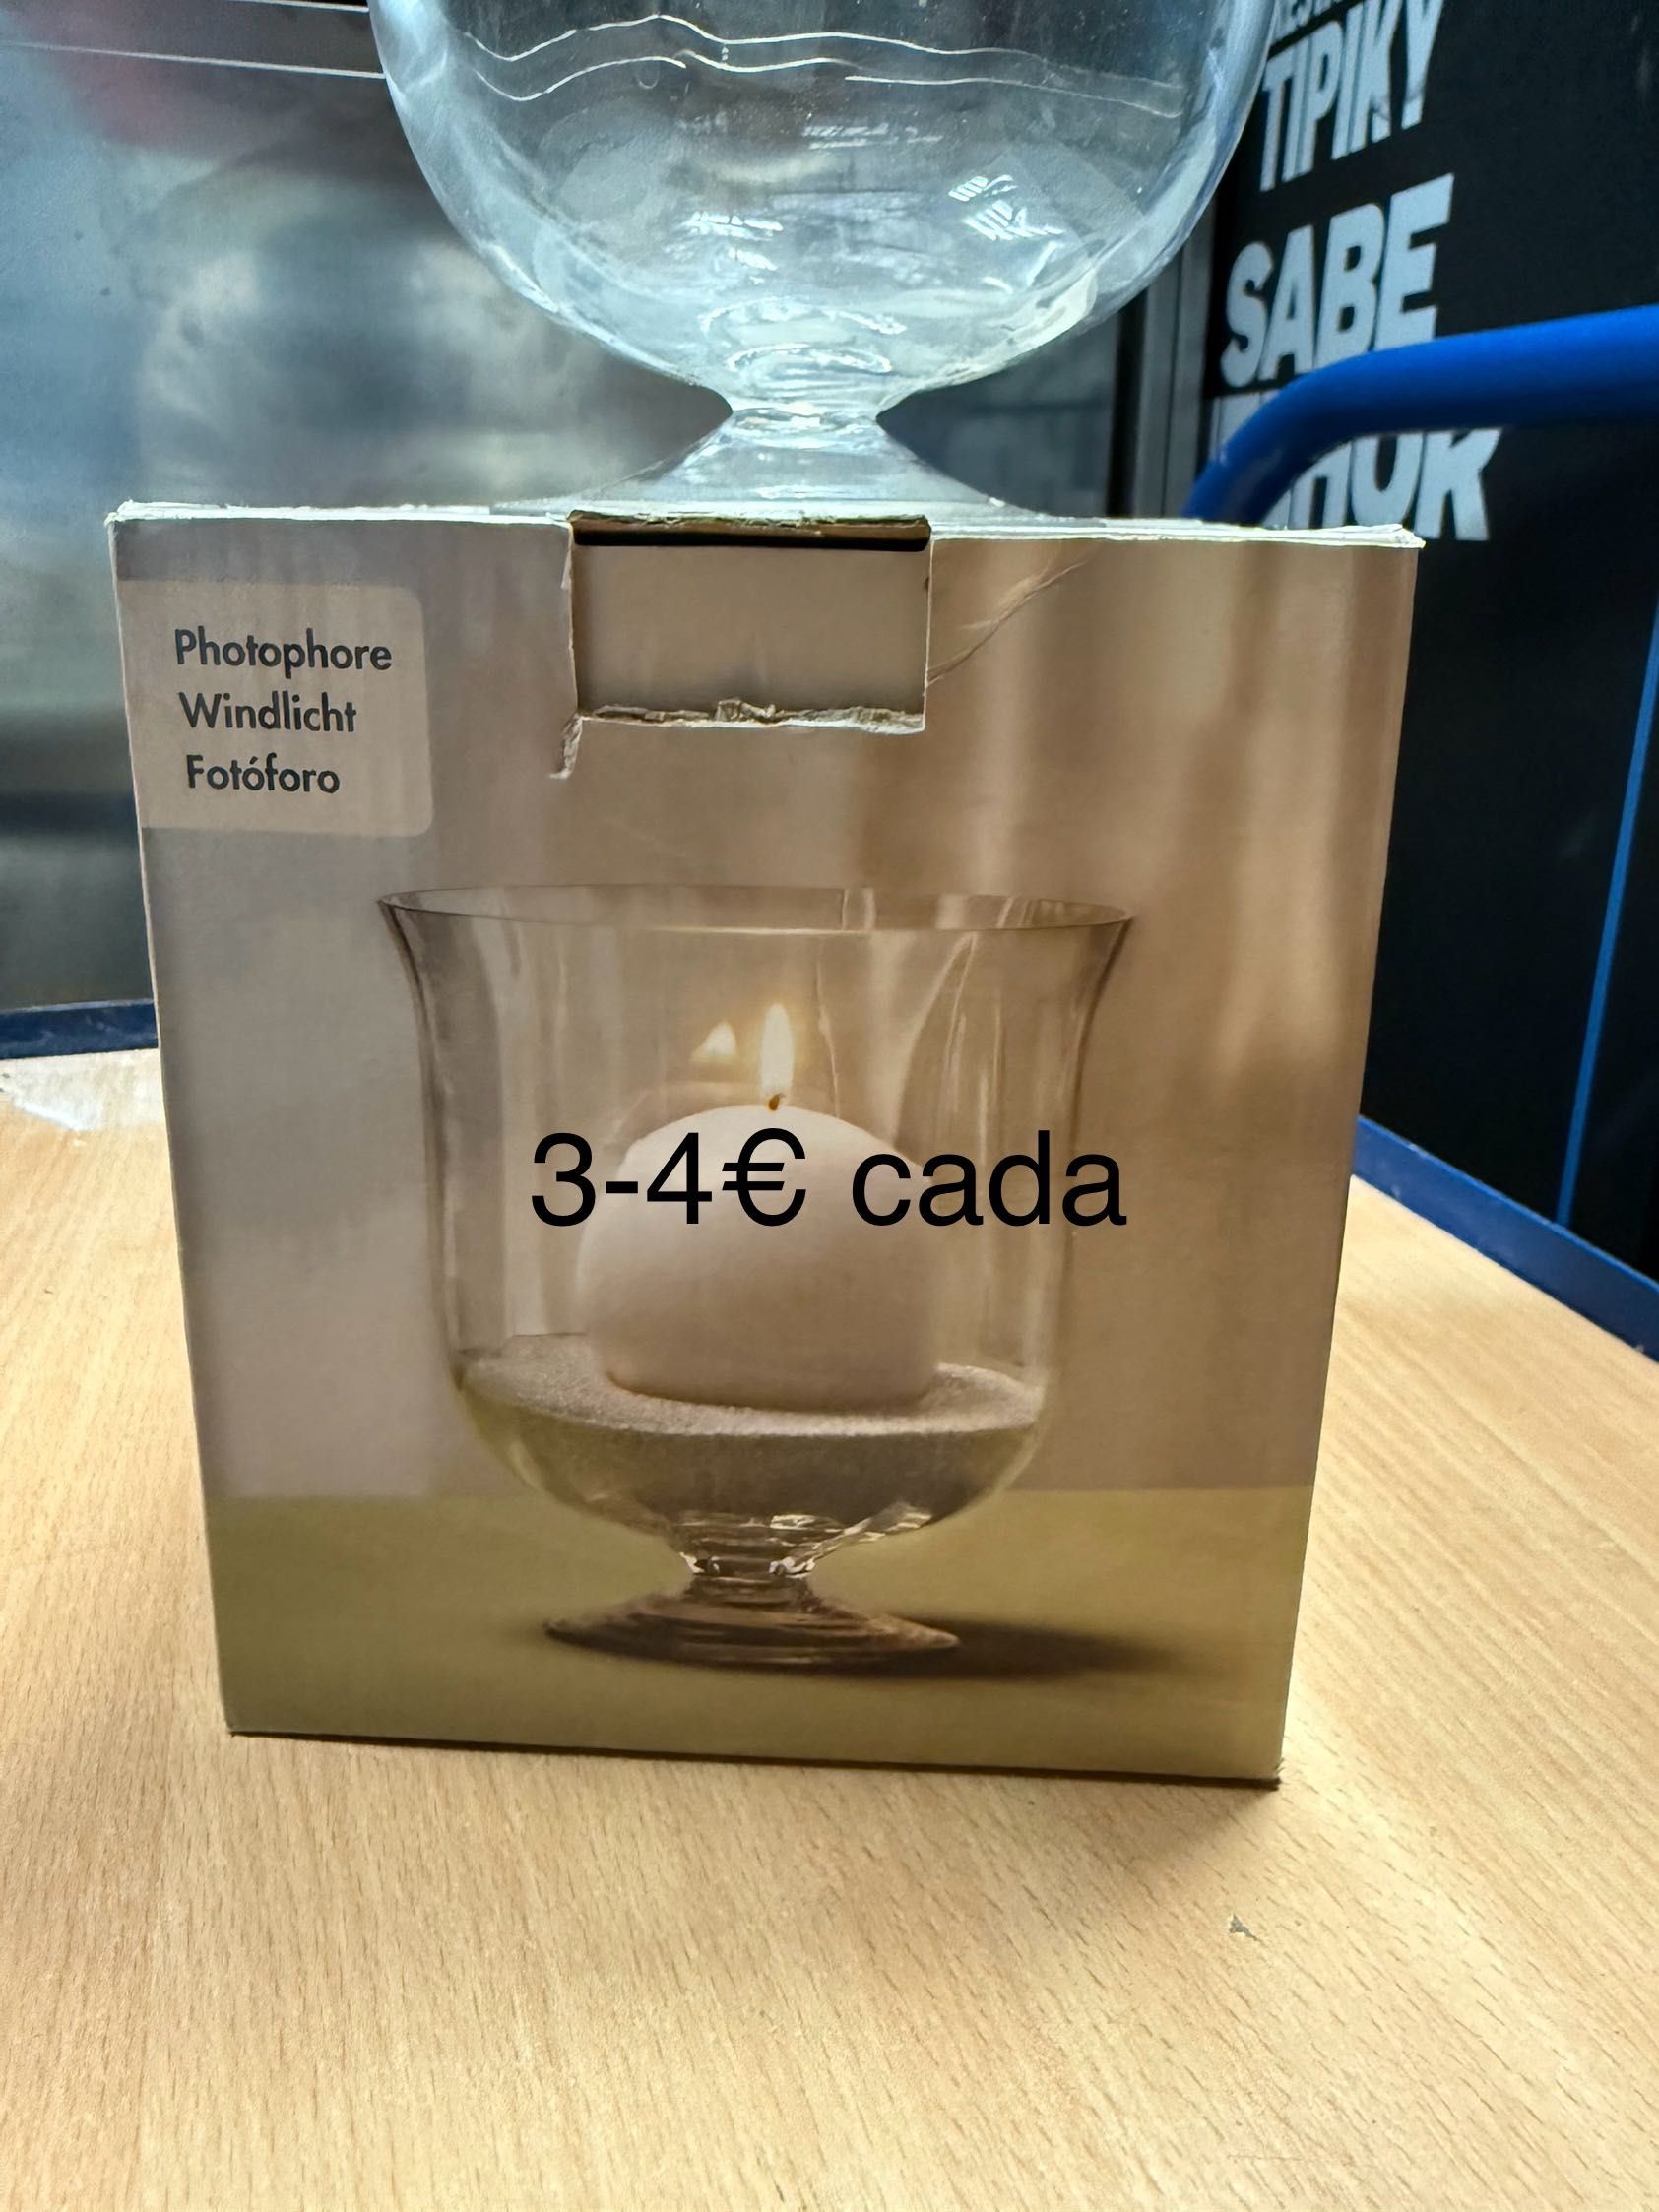 TIPIKY
SABE
Photophore
Windlicht
Fotóforo
3-4€ cada